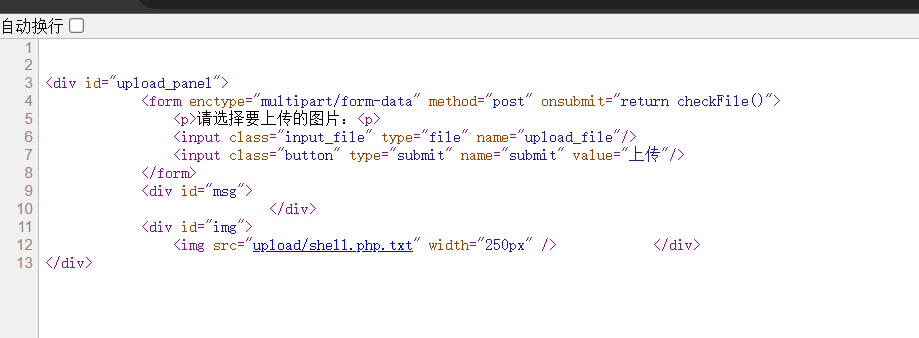 自动换行
1
2
3 <div id="upload_panel">
4 <form enctype="multipart/form-data" method="post" onsubmit="return checkFile()">
5 <p>请选择要上传的图片：<p>
6 <input class="input_file" type="file" name="upload_file"/>
7 <input class="button" type="submit" name="submit" value="上传"/>
8 </form>
9 <div id="msg">
10 </div>
11 <div id="img">
12 <img src="upload/shell.php.txt" width="250px" /> </div>
13 </div>